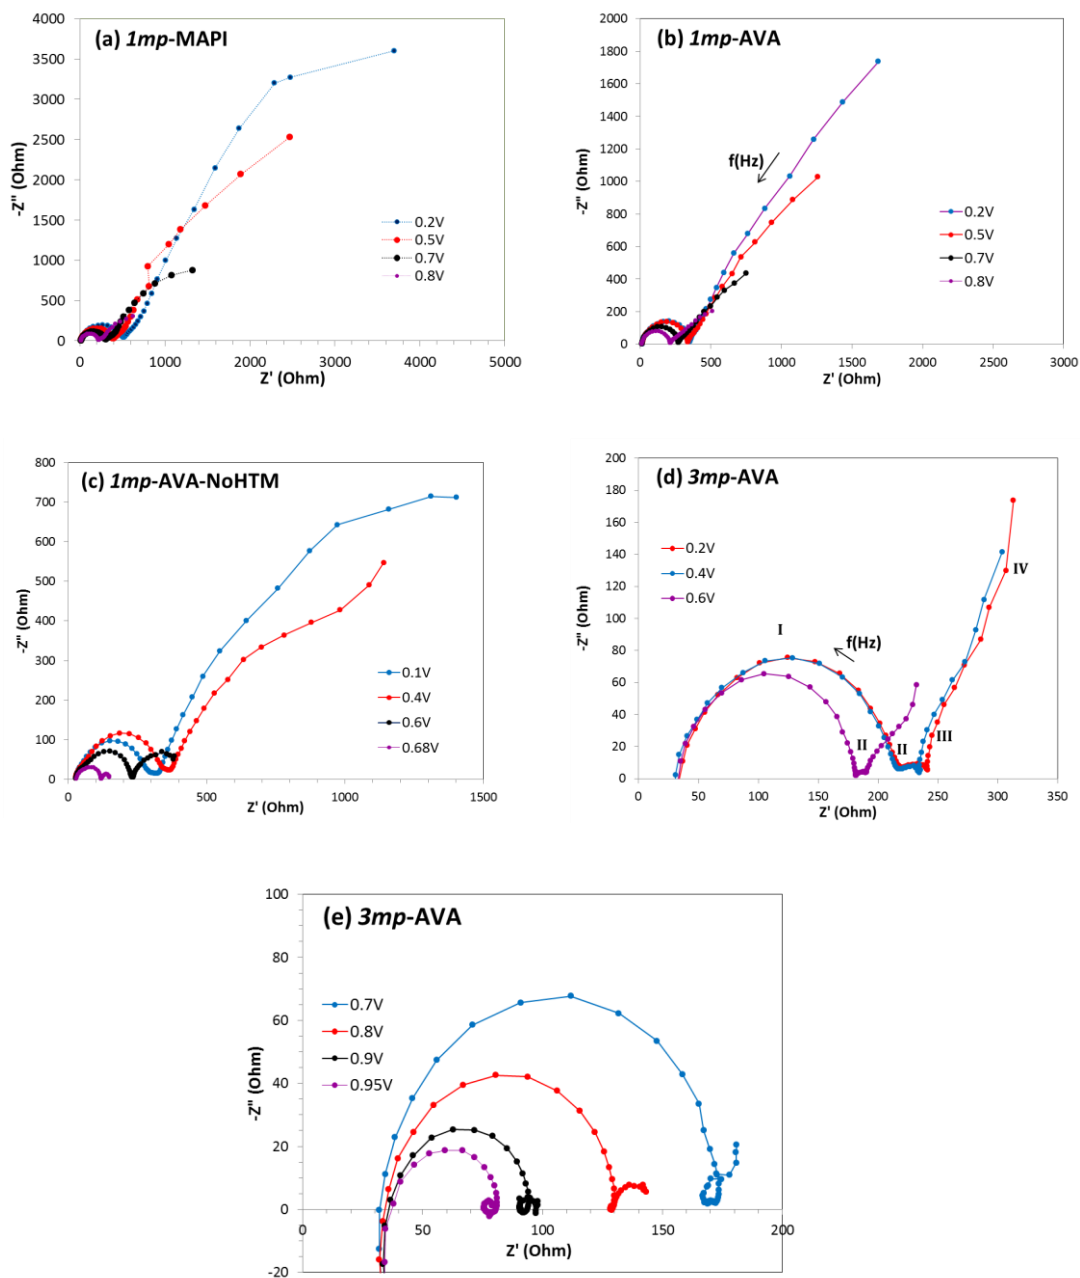 (a) 1mp-MAPI
4000
3500
3000
2500
2000
1500
1000
500
0
-Z" (Ohm)
0.2V
0.5V
0.7V
0.8V
0 1000 2000 3000 4000 5000
Z' (Ohm)
(b) 1mp-AVA
2000
1800
1600
1400
1200
1000
800
600
400
200
0
-Z" (Ohm)
f(Hz)
0.2V
0.5V
0.7V
0.8V
0 500 1000 1500 2000 2500 3000
Z' (Ohm)
(c) 1mp-AVA-NoHTM
800
700
600
500
400
300
200
100
0
-Z" (Ohm)
0.1V
0.4V
0.6V
0.68V
0 500 1000 1500
Z' (Ohm)
(d) 3mp-AVA
200
180
160
140
120
100
80
60
40
20
0
-Z" (Ohm)
0.2V
0.4V
0.6V
I
f(Hz)
IV
II II III
0 50 100 150 200 250 300 350
Z' (Ohm)
(e) 3mp-AVA
100
80
60
40
20
0
-20
-Z" (Ohm)
0.7V
0.8V
0.9V
0.95V
0 50 100 150 200
Z' (Ohm)